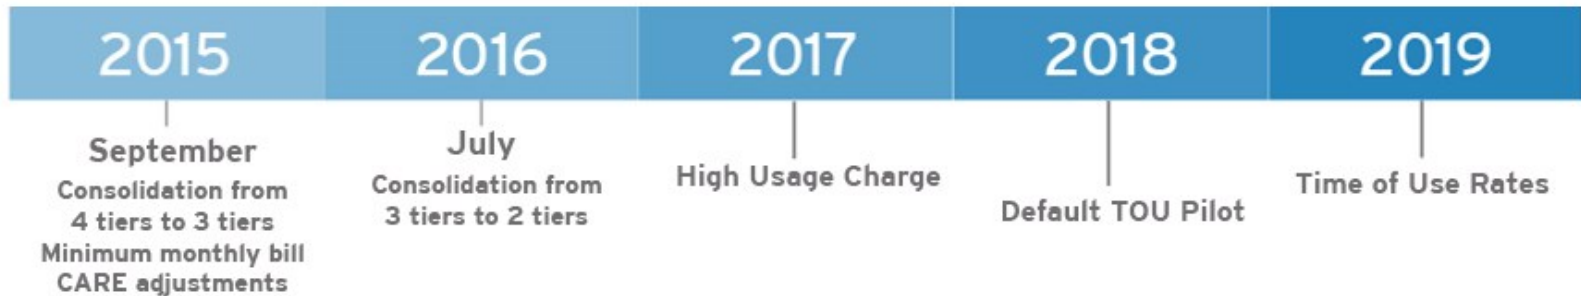 2015 2016 2017 2018 2019
September
Consolidation from
4 tiers to 3 tiers
Minimum monthly bill
CARE adjustments
July
Consolidation from
3 tiers to 2 tiers
High Usage Charge
Default TOU Pilot
Time of Use Rates